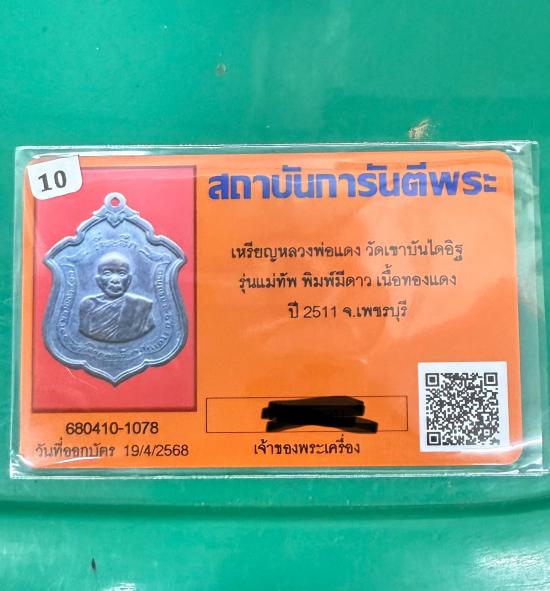 10
สถาบันการันตีพระ
เหรียญหลวงพ่อแดง วัดเขาบันไดอิฐ
รุ่นแม่ทัพ พิมพ์มีดาว เนื้อทองแดง
ปี 2511 จ.เพชรบุรี
680410-1078
วันที่ออกบัตร 19/4/2568
เจ้าของพระเครื่อง